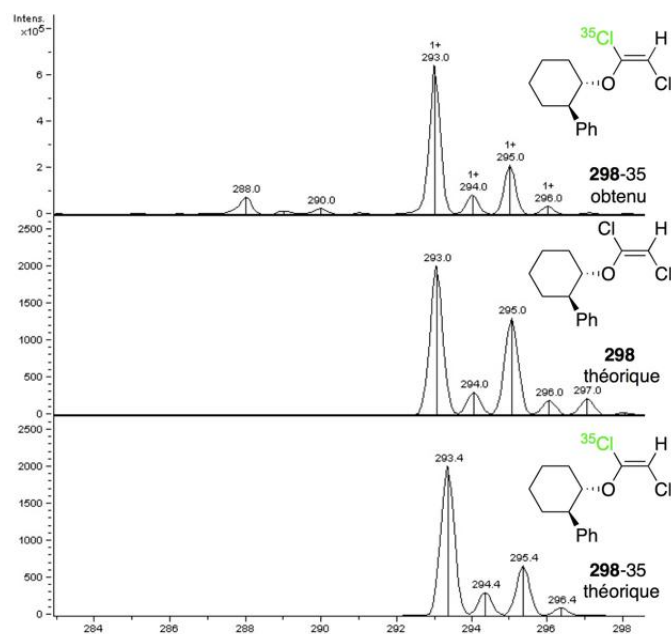 Intens.
×10⁵
6
4
2
0
288.0
290.0
1+
293.0
1+
294.0
1+
295.0
1+
296.0
³⁵Cl
H
O
Cl
Ph
298-35
obtenu
2500
2000
1500
1000
500
0
293.0
294.0
295.0
296.0
297.0
Cl
H
O
Cl
Ph
298
théorique
2500
2000
1500
1000
500
0
293.4
294.4
295.4
296.4
³⁵Cl
H
O
Cl
Ph
298-35
théorique
284
286
288
290
292
294
296
298